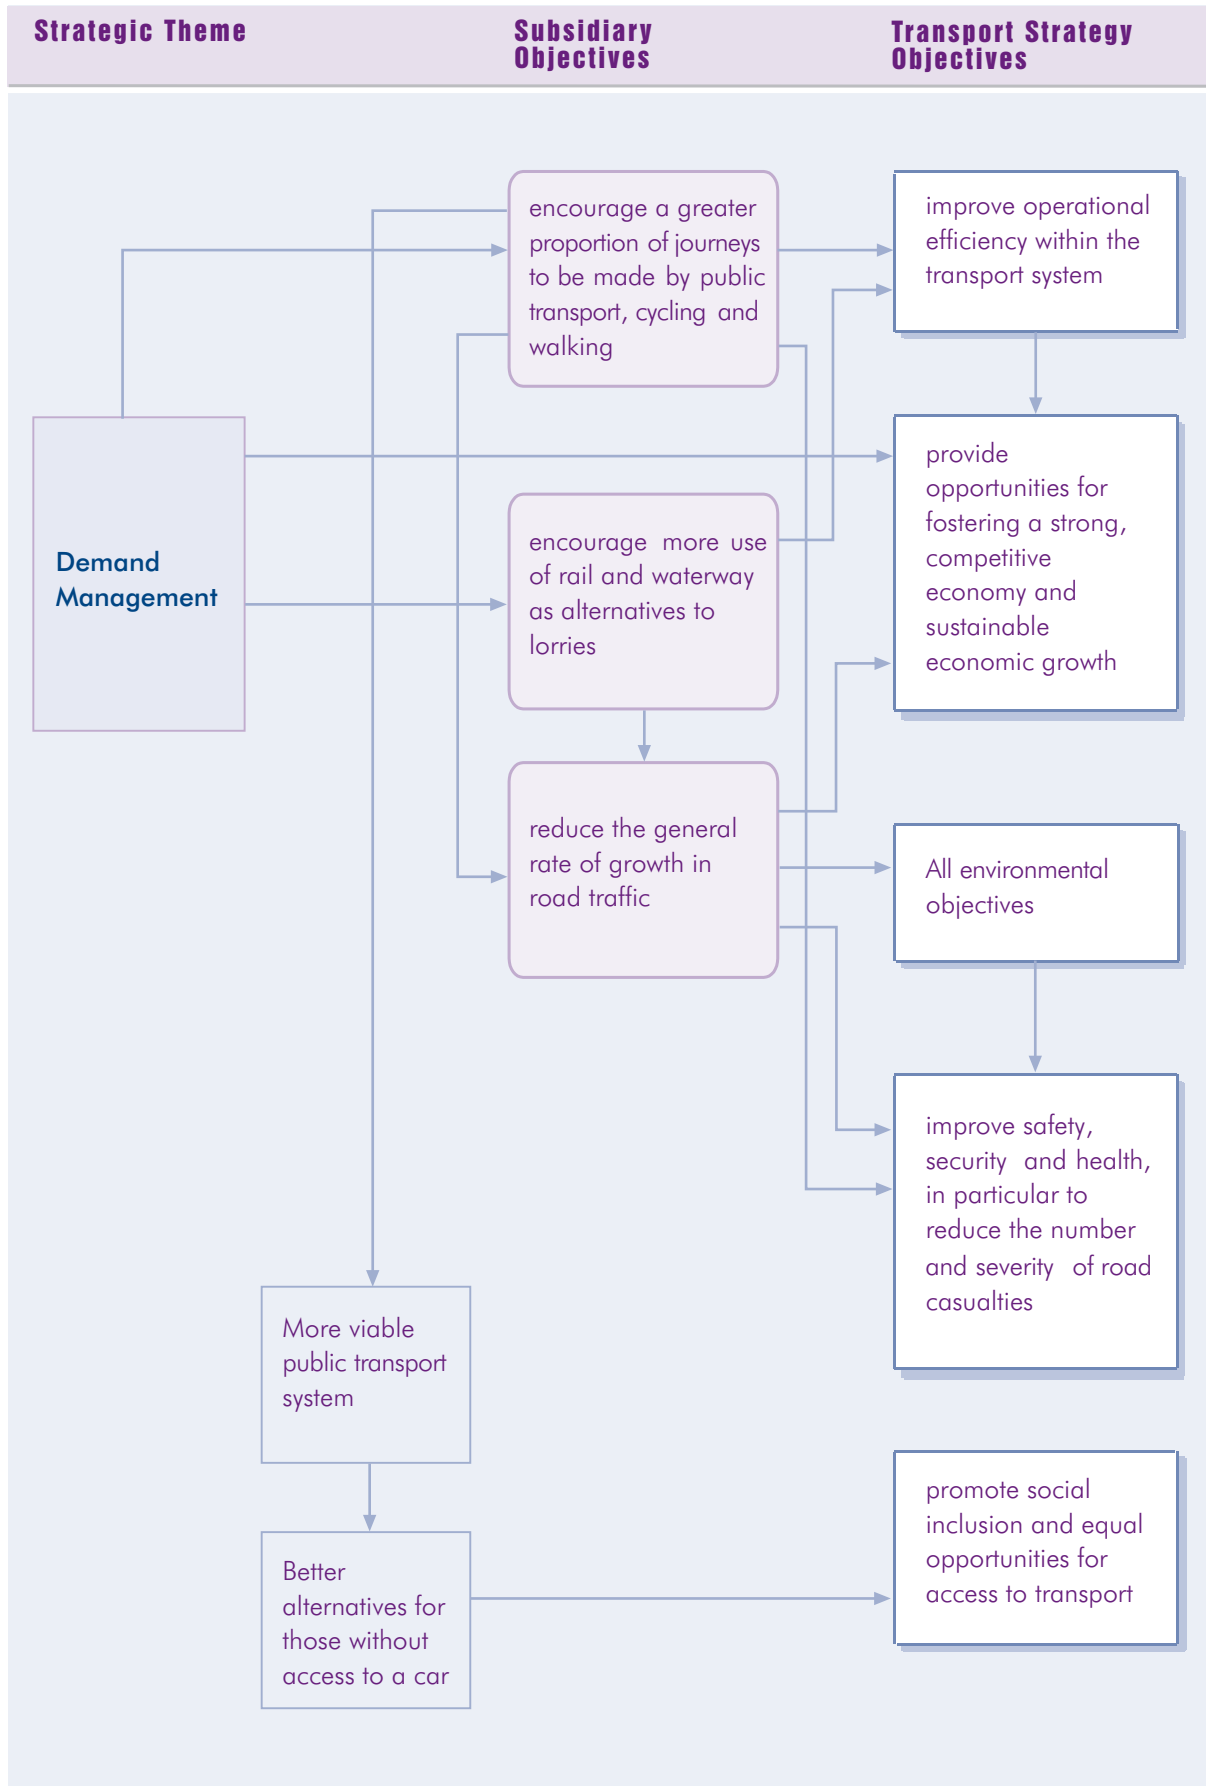 Strategic Theme
Subsidiary
Objectives
Transport Strategy
Objectives
encourage a greater
proportion of journeys
to be made by public
transport, cycling and
walking
improve operational
efficiency within the
transport system
Demand
Management
provide
opportunities for
fostering a strong,
competitive
economy and
sustainable
economic growth
encourage more use
of rail and waterway
as alternatives to
lorries
reduce the general
rate of growth in
road traffic
All environmental
objectives
improve safety,
security and health,
in particular to
reduce the number
and severity of road
casualties
More viable
public transport
system
Better
alternatives for
those without
access to a car
promote social
inclusion and equal
opportunities for
access to transport